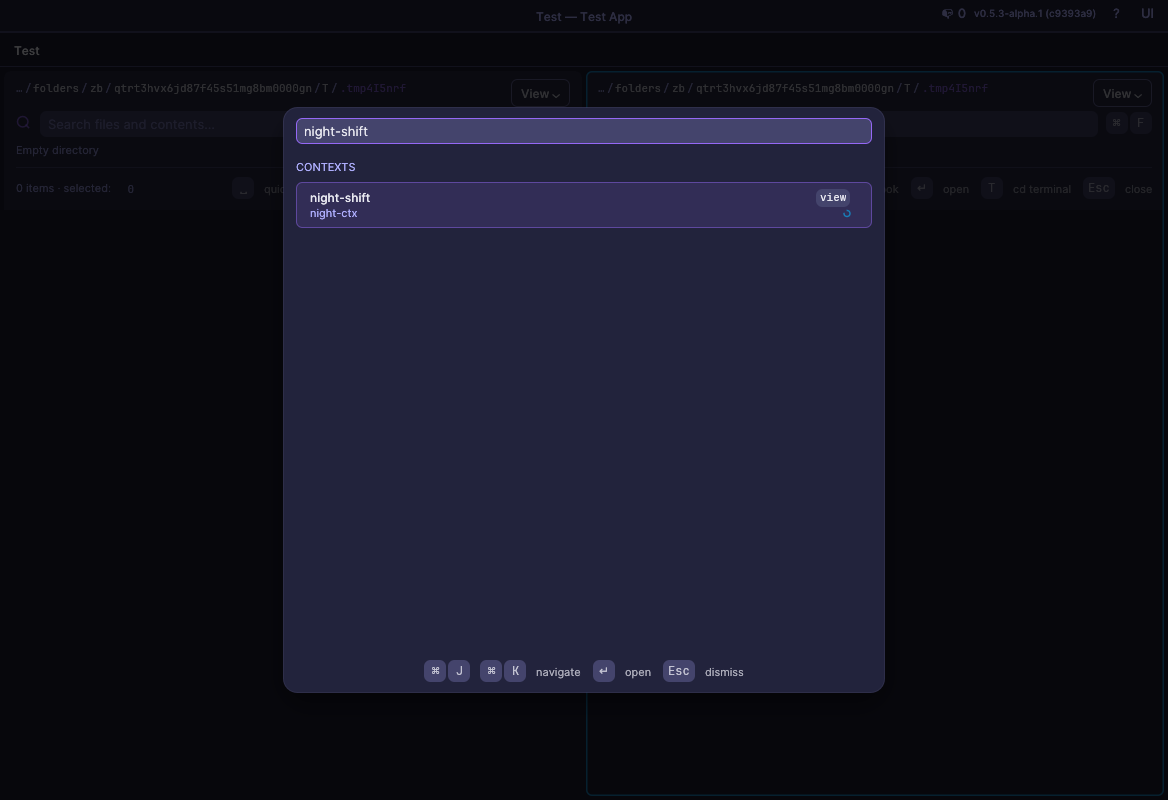 Test — Test App
0 v0.5.3-alpha.1 (c9393a9) ? UI
Test
… / folders / zb / qtrt3hvx6jd87f45s51mg8bm0000gn / T / .tmp4I5nrf
View
… / folders / zb / qtrt3hvx6jd87f45s51mg8bm0000gn / T / .tmp4I5nrf
View
Search files and contents...
⌘ F
Empty directory
0 items · selected: 0
␣ quic
ok ↵ open T cd terminal Esc close
night-shift
CONTEXTS
night-shift
view
night-ctx
⌘ J ⌘ K navigate ↵ open Esc dismiss